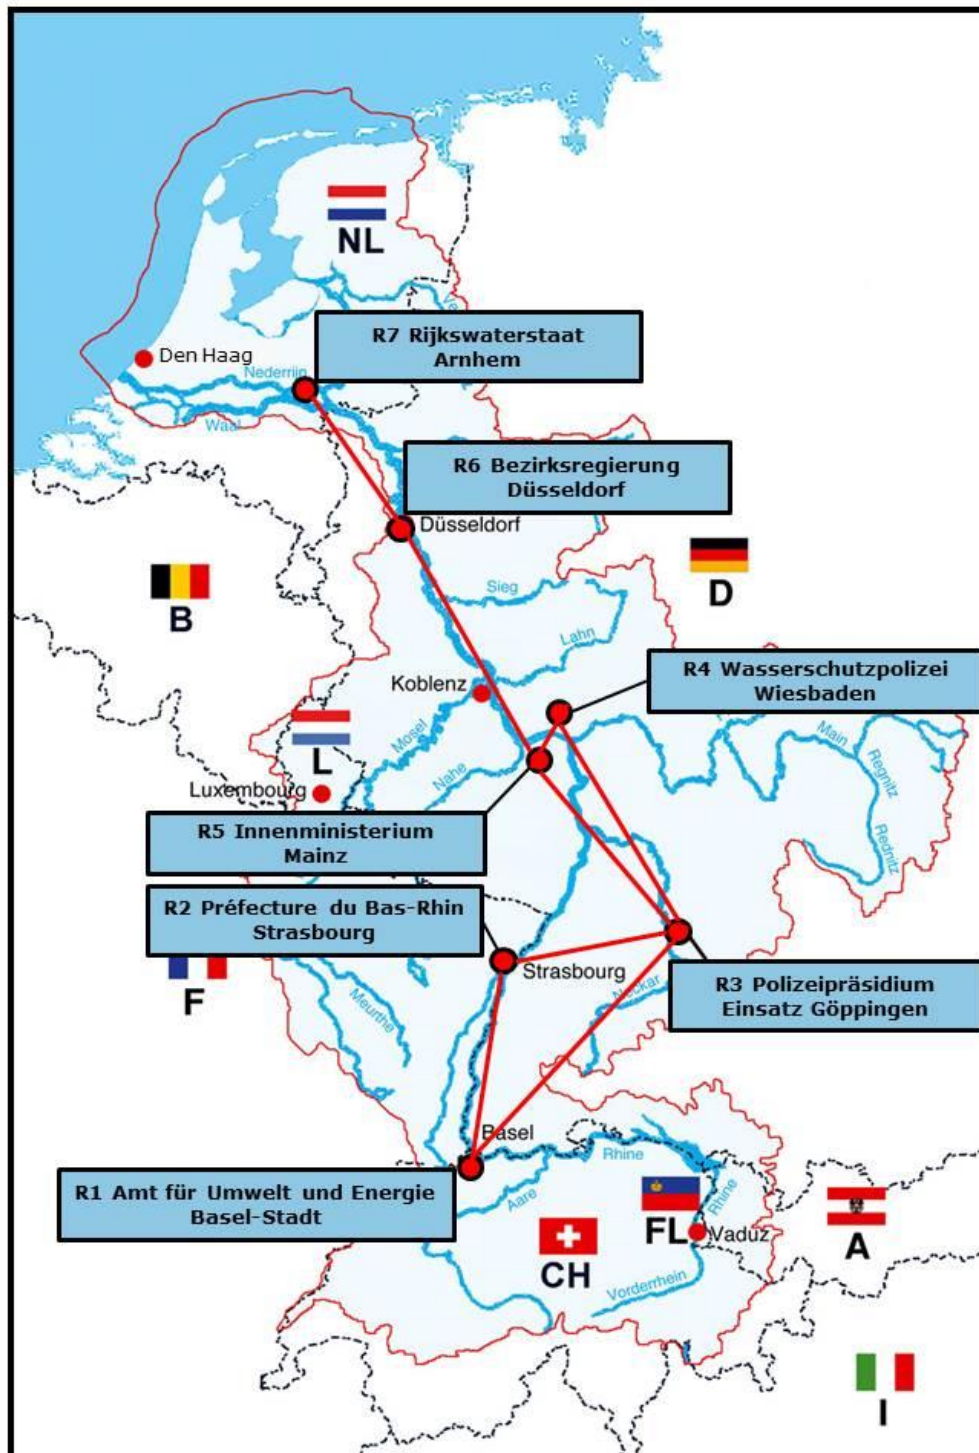 NL
R7 Rijkswaterstaat
Arnhem
Den Haag
Nederrijn
Waal
R6 Bezirksregierung
Düsseldorf
Düsseldorf
B
D
Sieg
Lahn
Koblenz
R4 Wasserschutzpolizei
Wiesbaden
Mosel
L
Nahe
Main
Regnitz
Luxembourg
Rednitz
R5 Innenministerium
Mainz
R2 Préfecture du Bas-Rhin
Strasbourg
Strasbourg
F
Meurthe
Neckar
R3 Polizeipräsidium
Einsatz Göppingen
Basel
Rhine
R1 Amt für Umwelt und Energie
Basel-Stadt
Aare
Rhine
FL
Vaduz
A
CH
Vorderrhein
I